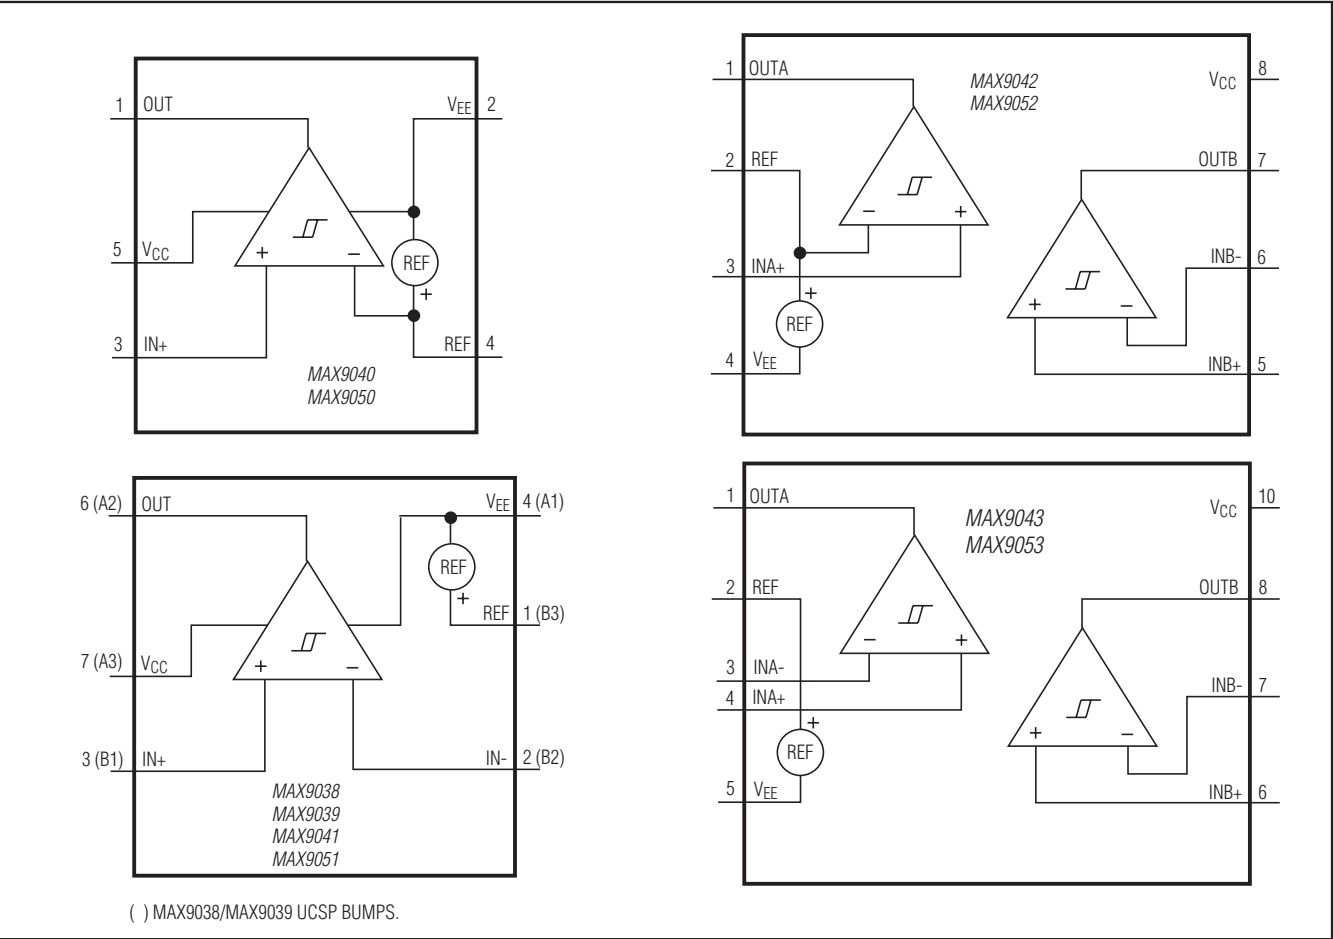 1 OUT
VEE 2
5 VCC
+ −
REF
+
3 IN+
REF 4
MAX9040
MAX9050
1 OUTA
MAX9042
MAX9052
VCC 8
2 REF
OUTB 7
− +
3 INA+
INB- 6
+
REF
+ −
4 VEE
INB+ 5
6 (A2) OUT
VEE 4 (A1)
REF
+
REF 1 (B3)
7 (A3) VCC
+ −
3 (B1) IN+
IN- 2 (B2)
MAX9038
MAX9039
MAX9041
MAX9051
1 OUTA
MAX9043
MAX9053
VCC 10
2 REF
OUTB 8
− +
3 INA-
4 INA+
INB- 7
+
REF
+ −
5 VEE
INB+ 6
( ) MAX9038/MAX9039 UCSP BUMPS.